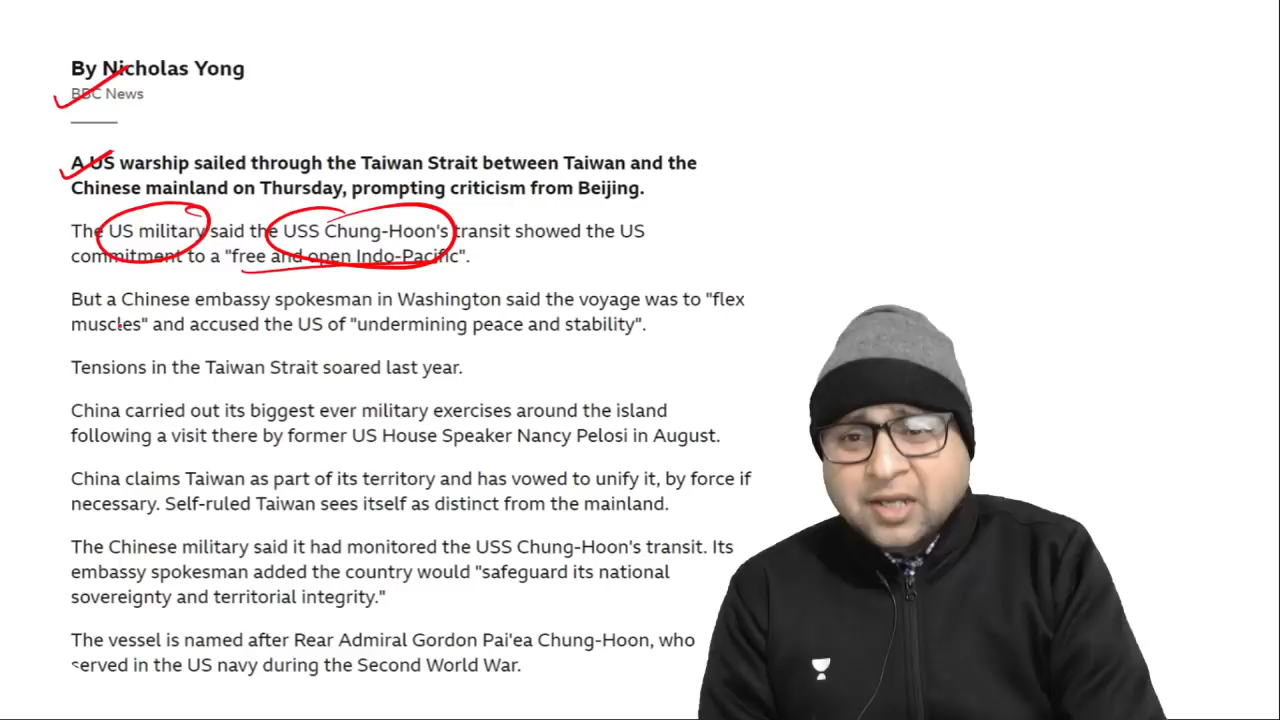 By Nicholas Yong
BBC News
A US warship sailed through the Taiwan Strait between Taiwan and the
Chinese mainland on Thursday, prompting criticism from Beijing.
The US military said the USS Chung-Hoon's transit showed the US
commitment to a "free and open Indo-Pacific".
But a Chinese embassy spokesman in Washington said the voyage was to "flex
muscles" and accused the US of "undermining peace and stability".
Tensions in the Taiwan Strait soared last year.
China carried out its biggest ever military exercises around the island
following a visit there by former US House Speaker Nancy Pelosi in August.
China claims Taiwan as part of its territory and has vowed to unify it, by force if
necessary. Self-ruled Taiwan sees itself as distinct from the mainland.
The Chinese military said it had monitored the USS Chung-Hoon's transit. Its
embassy spokesman added the country would "safeguard its national
sovereignty and territorial integrity."
The vessel is named after Rear Admiral Gordon Pai'ea Chung-Hoon, who
served in the US navy during the Second World War.